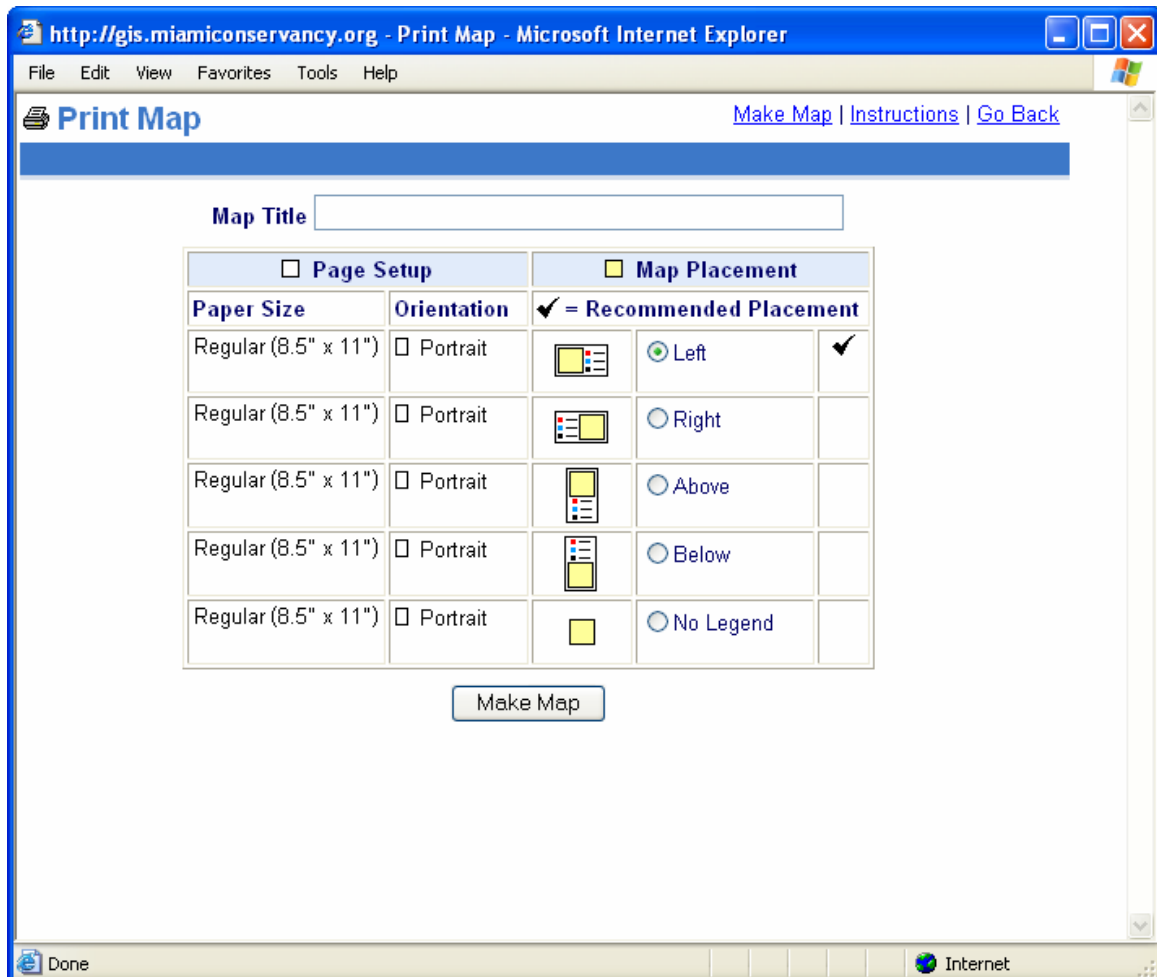 http://gis.miamiconservancy.org - Print Map - Microsoft Internet Explorer
File Edit View Favorites Tools Help
Print Map
Make Map | Instructions | Go Back
Map Title
Page Setup Map Placement
Paper Size Orientation ✔ = Recommended Placement
Regular (8.5" x 11") Portrait Left ✔
Regular (8.5" x 11") Portrait Right
Regular (8.5" x 11") Portrait Above
Regular (8.5" x 11") Portrait Below
Regular (8.5" x 11") Portrait No Legend
Make Map
Done Internet